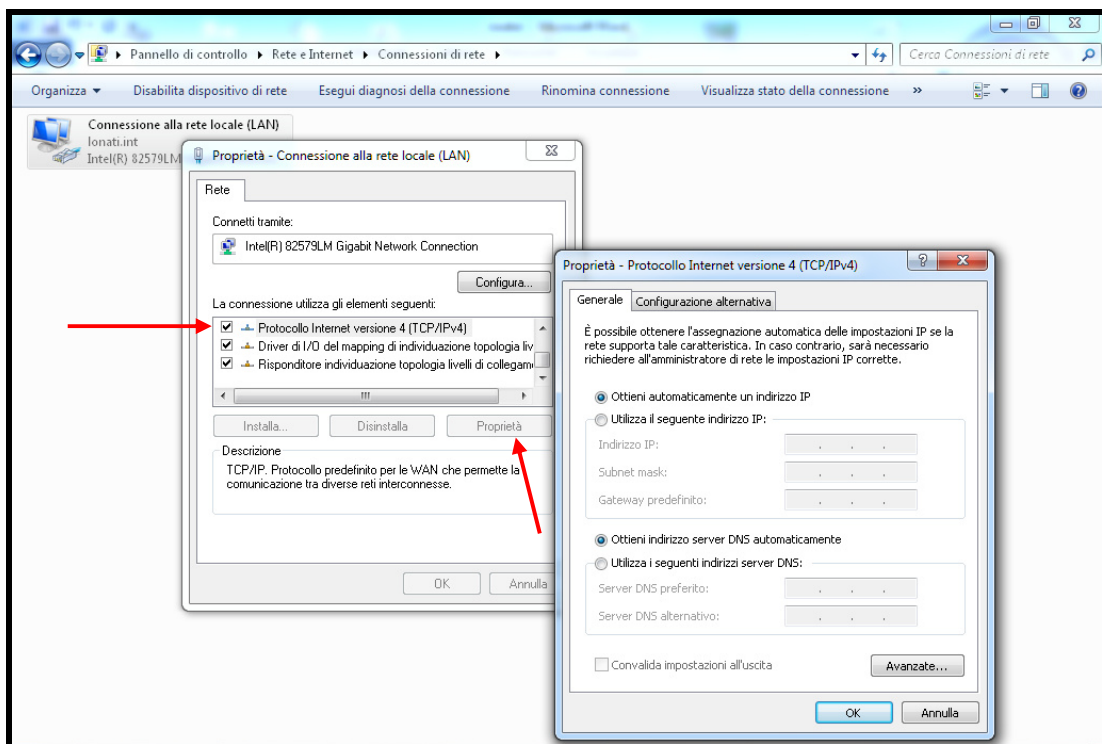 Pannello di controllo Rete e Internet Connessioni di rete
Cerca Connessioni di rete
Organizza Disabilita dispositivo di rete Esegui diagnosi della connessione Rinomina connessione Visualizza stato della connessione »
Connessione alla rete locale (LAN)
lonati.int
Intel(R) 82579LM
Proprietà - Connessione alla rete locale (LAN)
Rete
Connetti tramite:
Intel(R) 82579LM Gigabit Network Connection
Configura...
La connessione utilizza gli elementi seguenti:
Protocollo Internet versione 4 (TCP/IPv4)
Driver di I/O del mapping di individuazione topologia liv
Risponditore individuazione topologia livelli di collegam
Installa... Disinstalla Proprietà
Descrizione
TCP/IP. Protocollo predefinito per le WAN che permette la
comunicazione tra diverse reti interconnesse.
OK Annulla
Proprietà - Protocollo Internet versione 4 (TCP/IPv4)
Generale Configurazione alternativa
È possibile ottenere l'assegnazione automatica delle impostazioni IP se la
rete supporta tale caratteristica. In caso contrario, sarà necessario
richiedere all'amministratore di rete le impostazioni IP corrette.
Ottieni automaticamente un indirizzo IP
Utilizza il seguente indirizzo IP:
Indirizzo IP: . . .
Subnet mask: . . .
Gateway predefinito: . . .
Ottieni indirizzo server DNS automaticamente
Utilizza i seguenti indirizzi server DNS:
Server DNS preferito: . . .
Server DNS alternativo: . . .
Convalida impostazioni all'uscita
Avanzate...
OK Annulla